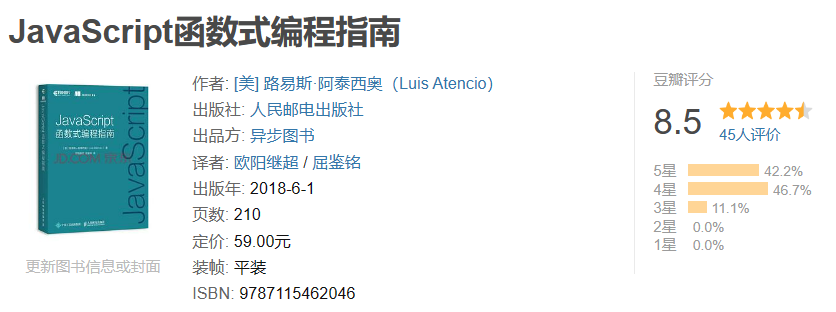 JavaScript函数式编程指南
JavaScript
函数式编程指南
JavaScript
JD.COM
作者: [美] 路易斯·阿泰西奥（Luis Atencio）
出版社: 人民邮电出版社
出品方: 异步图书
译者: 欧阳继超 / 屈鉴铭
出版年: 2018-6-1
页数: 210
定价: 59.00元
装帧: 平装
ISBN: 9787115462046
更新图书信息或封面
豆瓣评分
8.5
45人评价
5星 42.2%
4星 46.7%
3星 11.1%
2星 0.0%
1星 0.0%